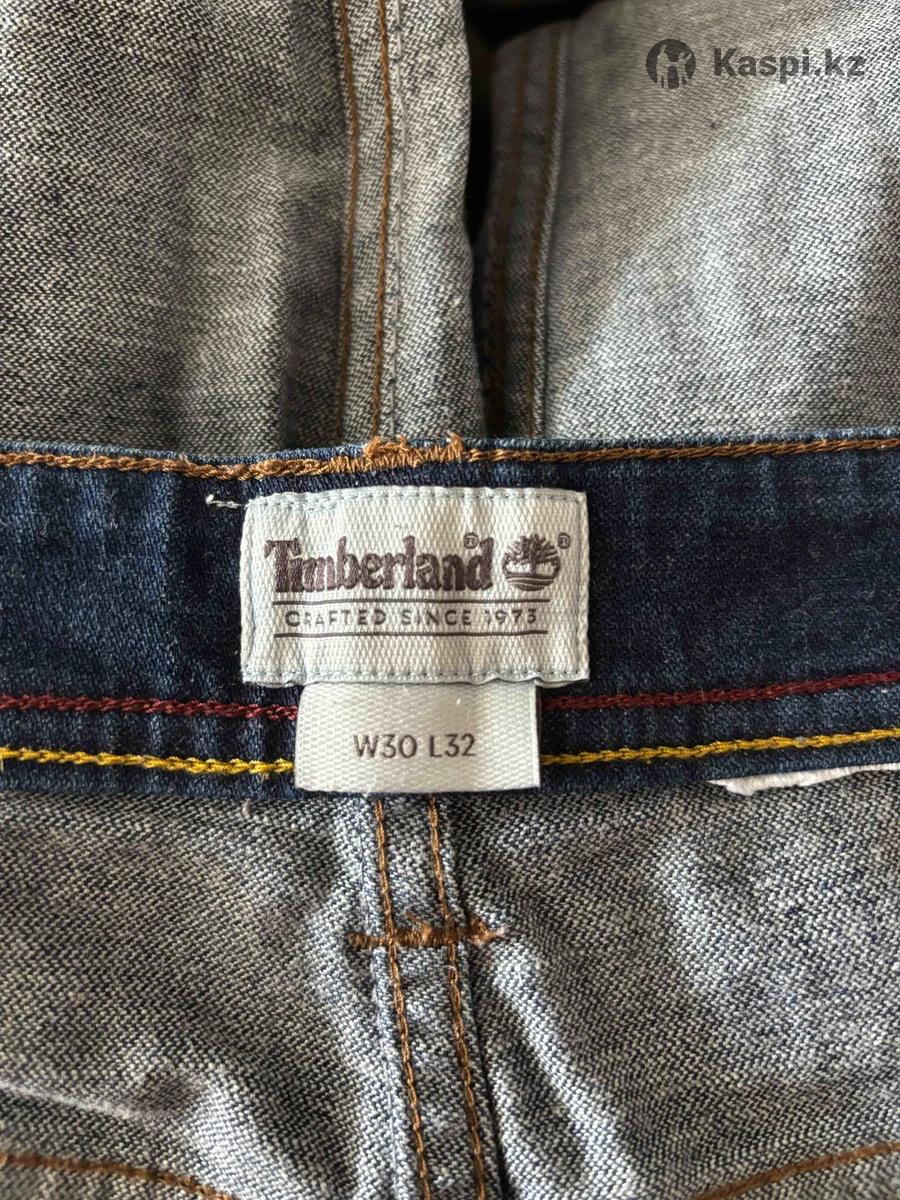 Kaspi.kz
Timberland® ®
CRAFTED SINCE 1973
W30 L32